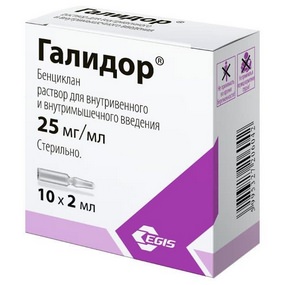 Галидор®
Бенциклан
раствор для внутривенного
и внутримышечного введения
25 мг/мл
Стерильно.
10 x 2 мл
EGIS